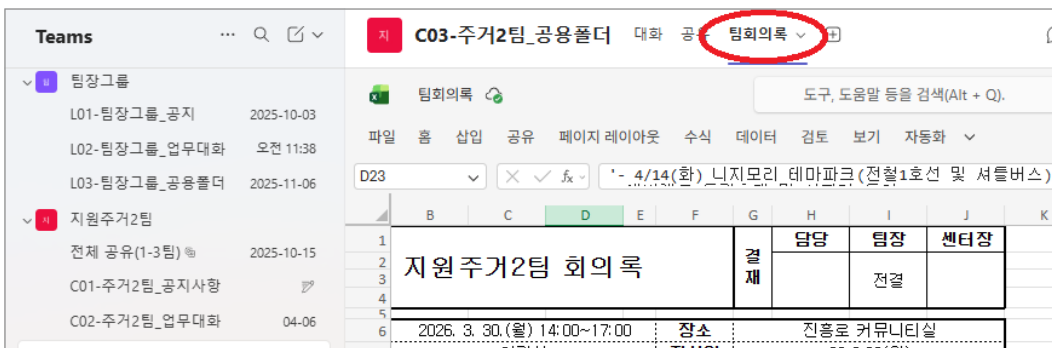 Teams
지 C03-주거2팀_공용폴더 대화 공유 팀회의록
팀장그룹
L01-팀장그룹_공지 2025-10-03
L02-팀장그룹_업무대화 오전 11:38
L03-팀장그룹_공용폴더 2025-11-06
지원주거2팀
전체 공유(1-3팀) 2025-10-15
C01-주거2팀_공지사항
C02-주거2팀_업무대화 04-06
팀회의록
도구, 도움말 등을 검색(Alt + Q).
파일 홈 삽입 공유 페이지 레이아웃 수식 데이터 검토 보기 자동화
D23 fx '- 4/14(화) 니지모리 테마파크(전철1호선 및 셔틀버스)
B C D E F G H I J K
1 결재 담당 팀장 센터장
2 지원주거2팀 회의록
3 전결
4
5
6 2026. 3. 30.(월) 14:00~17:00 장소 진흥로 커뮤니티실